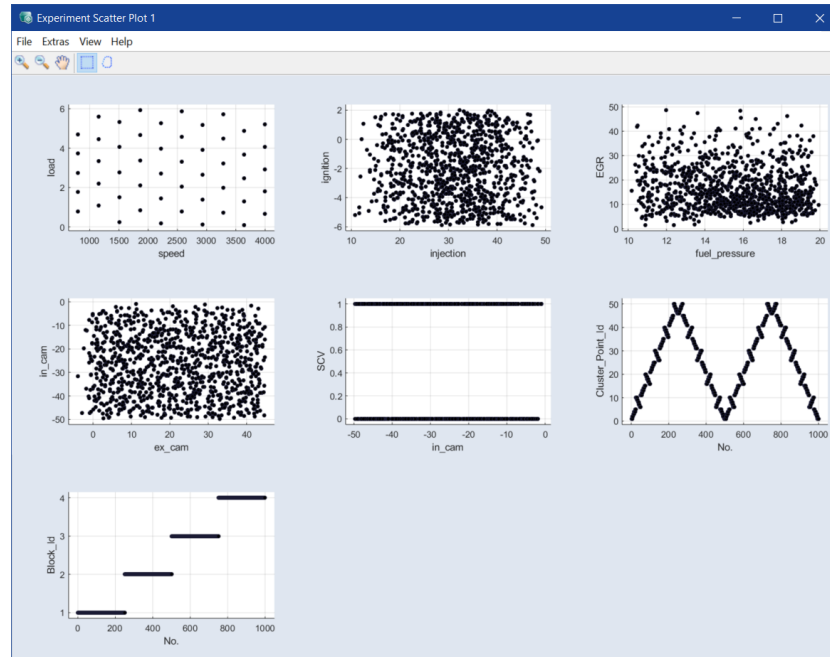 Experiment Scatter Plot 1
File Extras View Help
6
4
2
0
load
1000 1500 2000 2500 3000 3500 4000
speed
2
0
-2
-4
-6
ignition
10 20 30 40 50
injection
50
40
30
20
10
0
EGR
10 12 14 16 18 20
fuel_pressure
0
-10
-20
-30
-40
-50
in_cam
0 10 20 30 40
ex_cam
1
0.8
0.6
0.4
0.2
0
SCV
-50 -40 -30 -20 -10 0
in_cam
50
40
30
20
10
0
Cluster_Point_Id
0 200 400 600 800 1000
No.
4
3
2
1
Block_Id
0 200 400 600 800 1000
No.